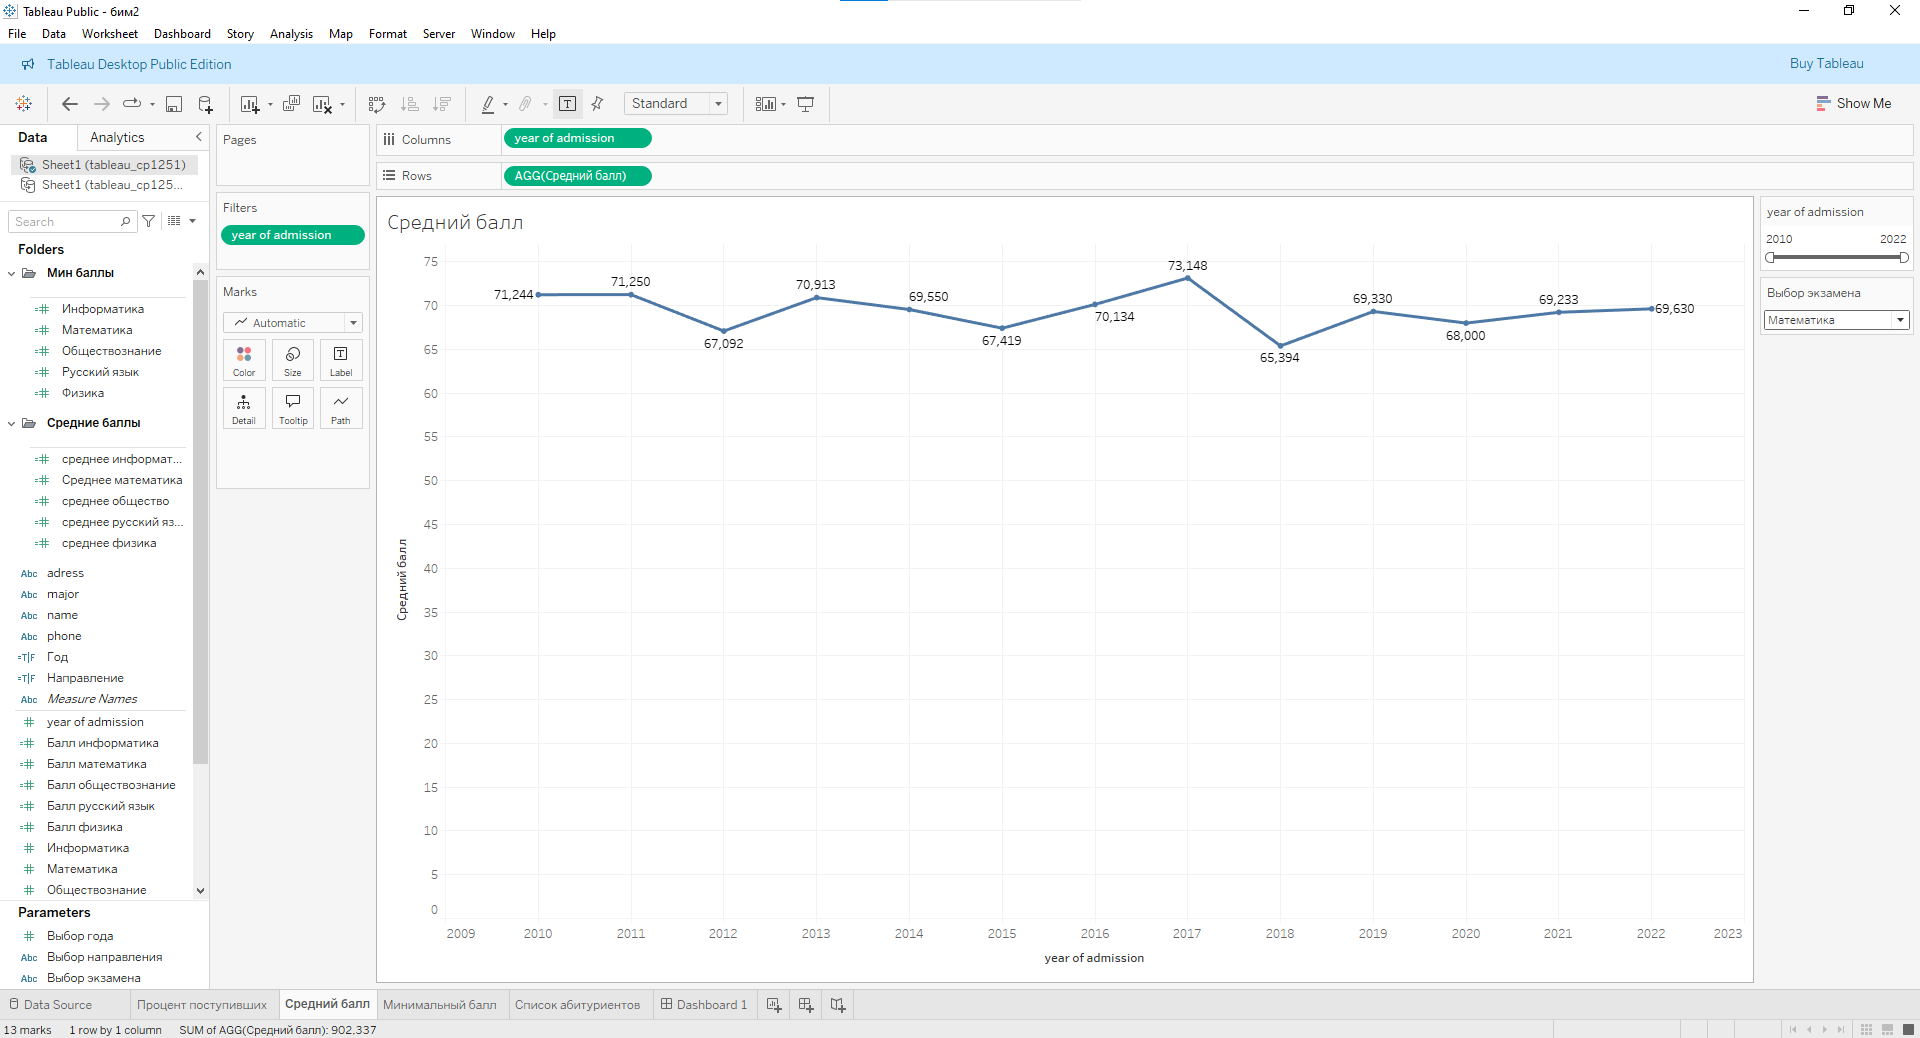 Tableau Public - бим2
File Data Worksheet Dashboard Story Analysis Map Format Server Window Help
Tableau Desktop Public Edition
Buy Tableau
Standard
Show Me
Data
Analytics
Sheet1 (tableau_cp1251)
Sheet1 (tableau_cp125...
Search
Folders
Мин баллы
Информатика
Математика
Обществознание
Русский язык
Физика
Средние баллы
среднее информат...
Среднее математика
среднее общество
среднее русский яз...
среднее физика
Abc adress
Abc major
Abc name
Abc phone
=T|F Год
=T|F Направление
Abc Measure Names
year of admission
Балл информатика
Балл математика
Балл обществознание
Балл русский язык
Балл физика
Информатика
Математика
Обществознание
Parameters
Выбор года
Abc Выбор направления
Abc Выбор экзамена
Pages
Filters
year of admission
Marks
Automatic
Color Size Label
Detail Tooltip Path
Columns
year of admission
Rows
AGG(Средний балл)
Средний балл
75
70
65
60
55
50
45
40
35
30
25
20
15
10
5
0
Средний балл
71,244
71,250
67,092
70,913
69,550
67,419
70,134
73,148
65,394
69,330
68,000
69,233
69,630
2009 2010 2011 2012 2013 2014 2015 2016 2017 2018 2019 2020 2021 2022 2023
year of admission
year of admission
2010 2022
Выбор экзамена
Математика
Data Source
Процент поступивших
Средний балл
Минимальный балл
Список абитуриентов
Dashboard 1
13 marks 1 row by 1 column SUM of AGG(Средний балл): 902,337